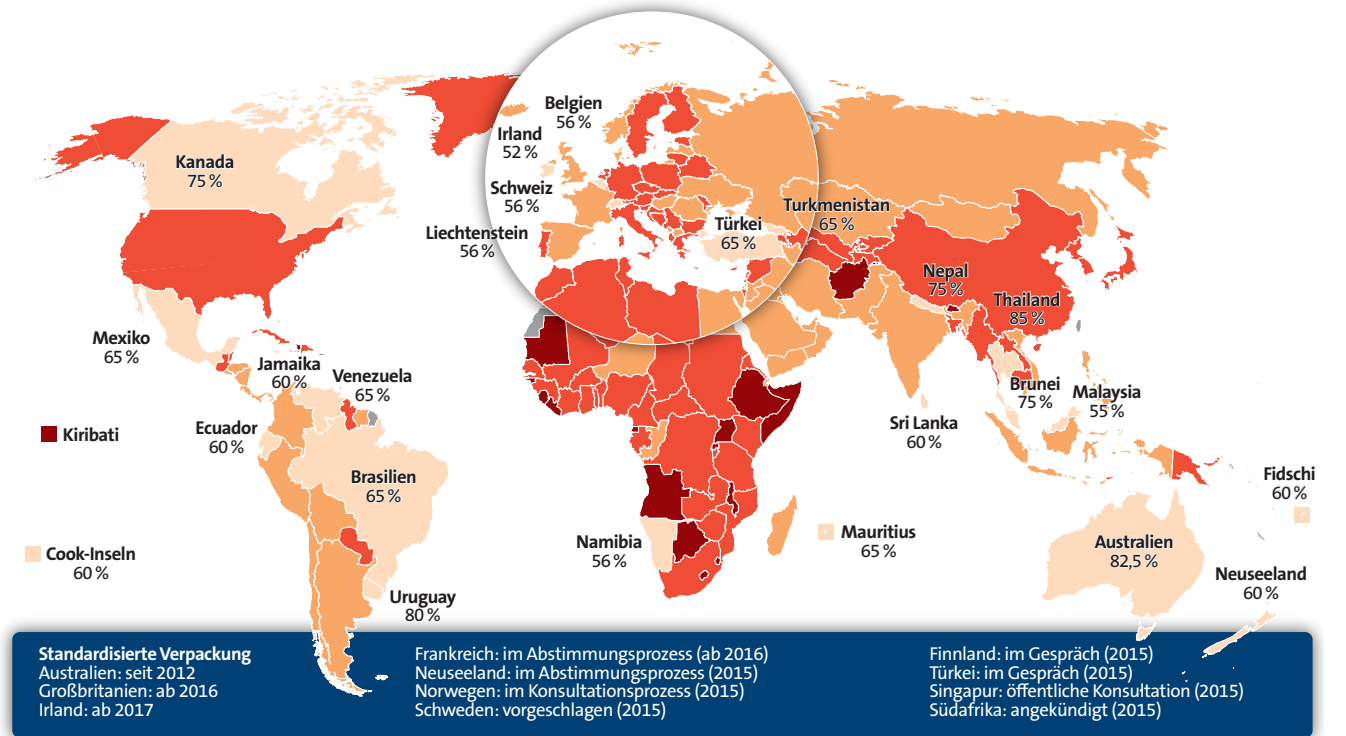 Belgien
56 %
Irland
52 %
Kanada
75 %
Schweiz
56 %
Liechtenstein
56 %
Türkei
65 %
Turkmenistan
65 %
Nepal
75 %
Thailand
85 %
Mexiko
65 %
Jamaika
60 %
Venezuela
65 %
Brunei
75 %
Malaysia
55 %
Sri Lanka
60 %
Ecuador
60 %
Kiribati
Brasilien
65 %
Fidschi
60 %
Mauritius
65 %
Namibia
56 %
Australien
82,5 %
Cook-Inseln
60 %
Neuseeland
60 %
Uruguay
80 %
Standardisierte Verpackung
Australien: seit 2012
Großbritanien: ab 2016
Irland: ab 2017
Frankreich: im Abstimmungsprozess (ab 2016)
Neuseeland: im Abstimmungsprozess (2015)
Norwegen: im Konsultationsprozess (2015)
Schweden: vorgeschlagen (2015)
Finnland: im Gespräch (2015)
Türkei: im Gespräch (2015)
Singapur: öffentliche Konsultation (2015)
Südafrika: angekündigt (2015)